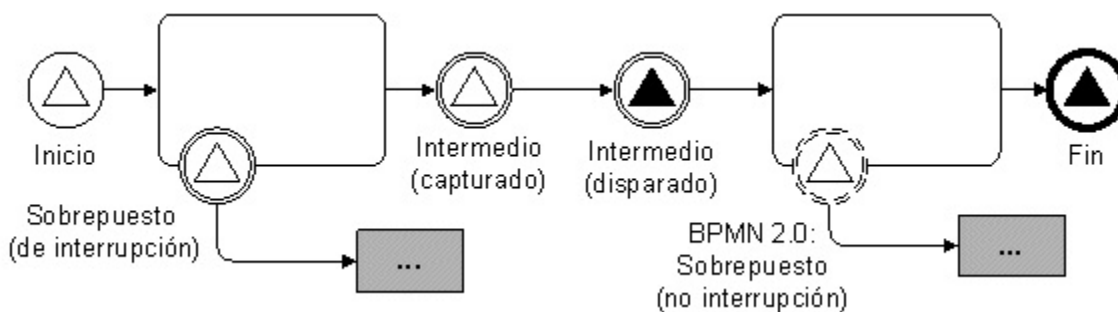 Inicio
Sobrepuesto
(de interrupción)
...
Intermedio
(capturado)
Intermedio
(disparado)
BPMN 2.0:
Sobrepuesto
(no interrupción)
...
Fin